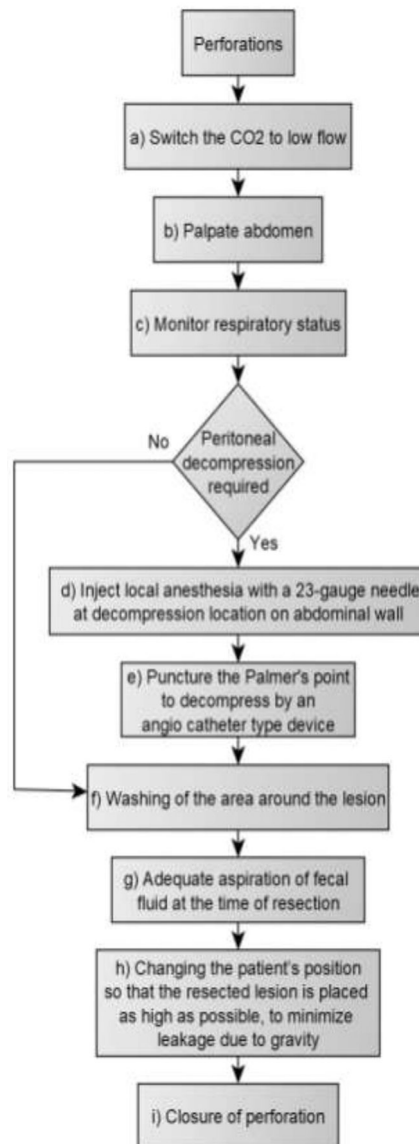 Perforations
a) Switch the CO2 to low flow
b) Palpate abdomen
c) Monitor respiratory status
No
Peritoneal
decompression
required
Yes
d) Inject local anesthesia with a 23-gauge needle
at decompression location on abdominal wall
e) Puncture the Palmer's point
to decompress by an
angio catheter type device
f) Washing of the area around the lesion
g) Adequate aspiration of fecal
fluid at the time of resection
h) Changing the patient's position
so that the resected lesion is placed
as high as possible, to minimize
leakage due to gravity
i) Closure of perforation